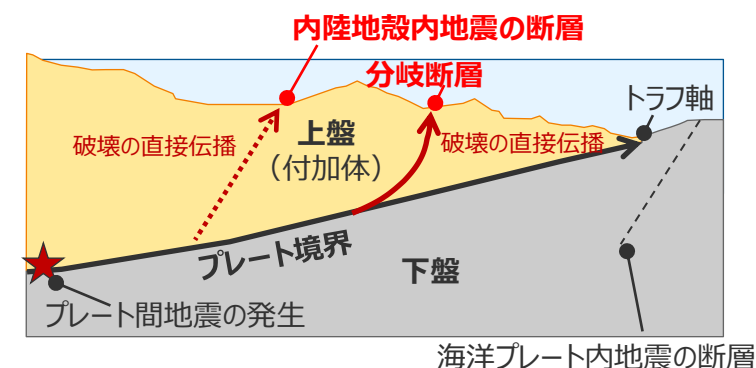 内陸地殻内地震の断層
分岐断層
トラフ軸
破壊の直接伝播
上盤
（付加体）
破壊の直接伝播
プレート境界
下盤
プレート間地震の発生
海洋プレート内地震の断層